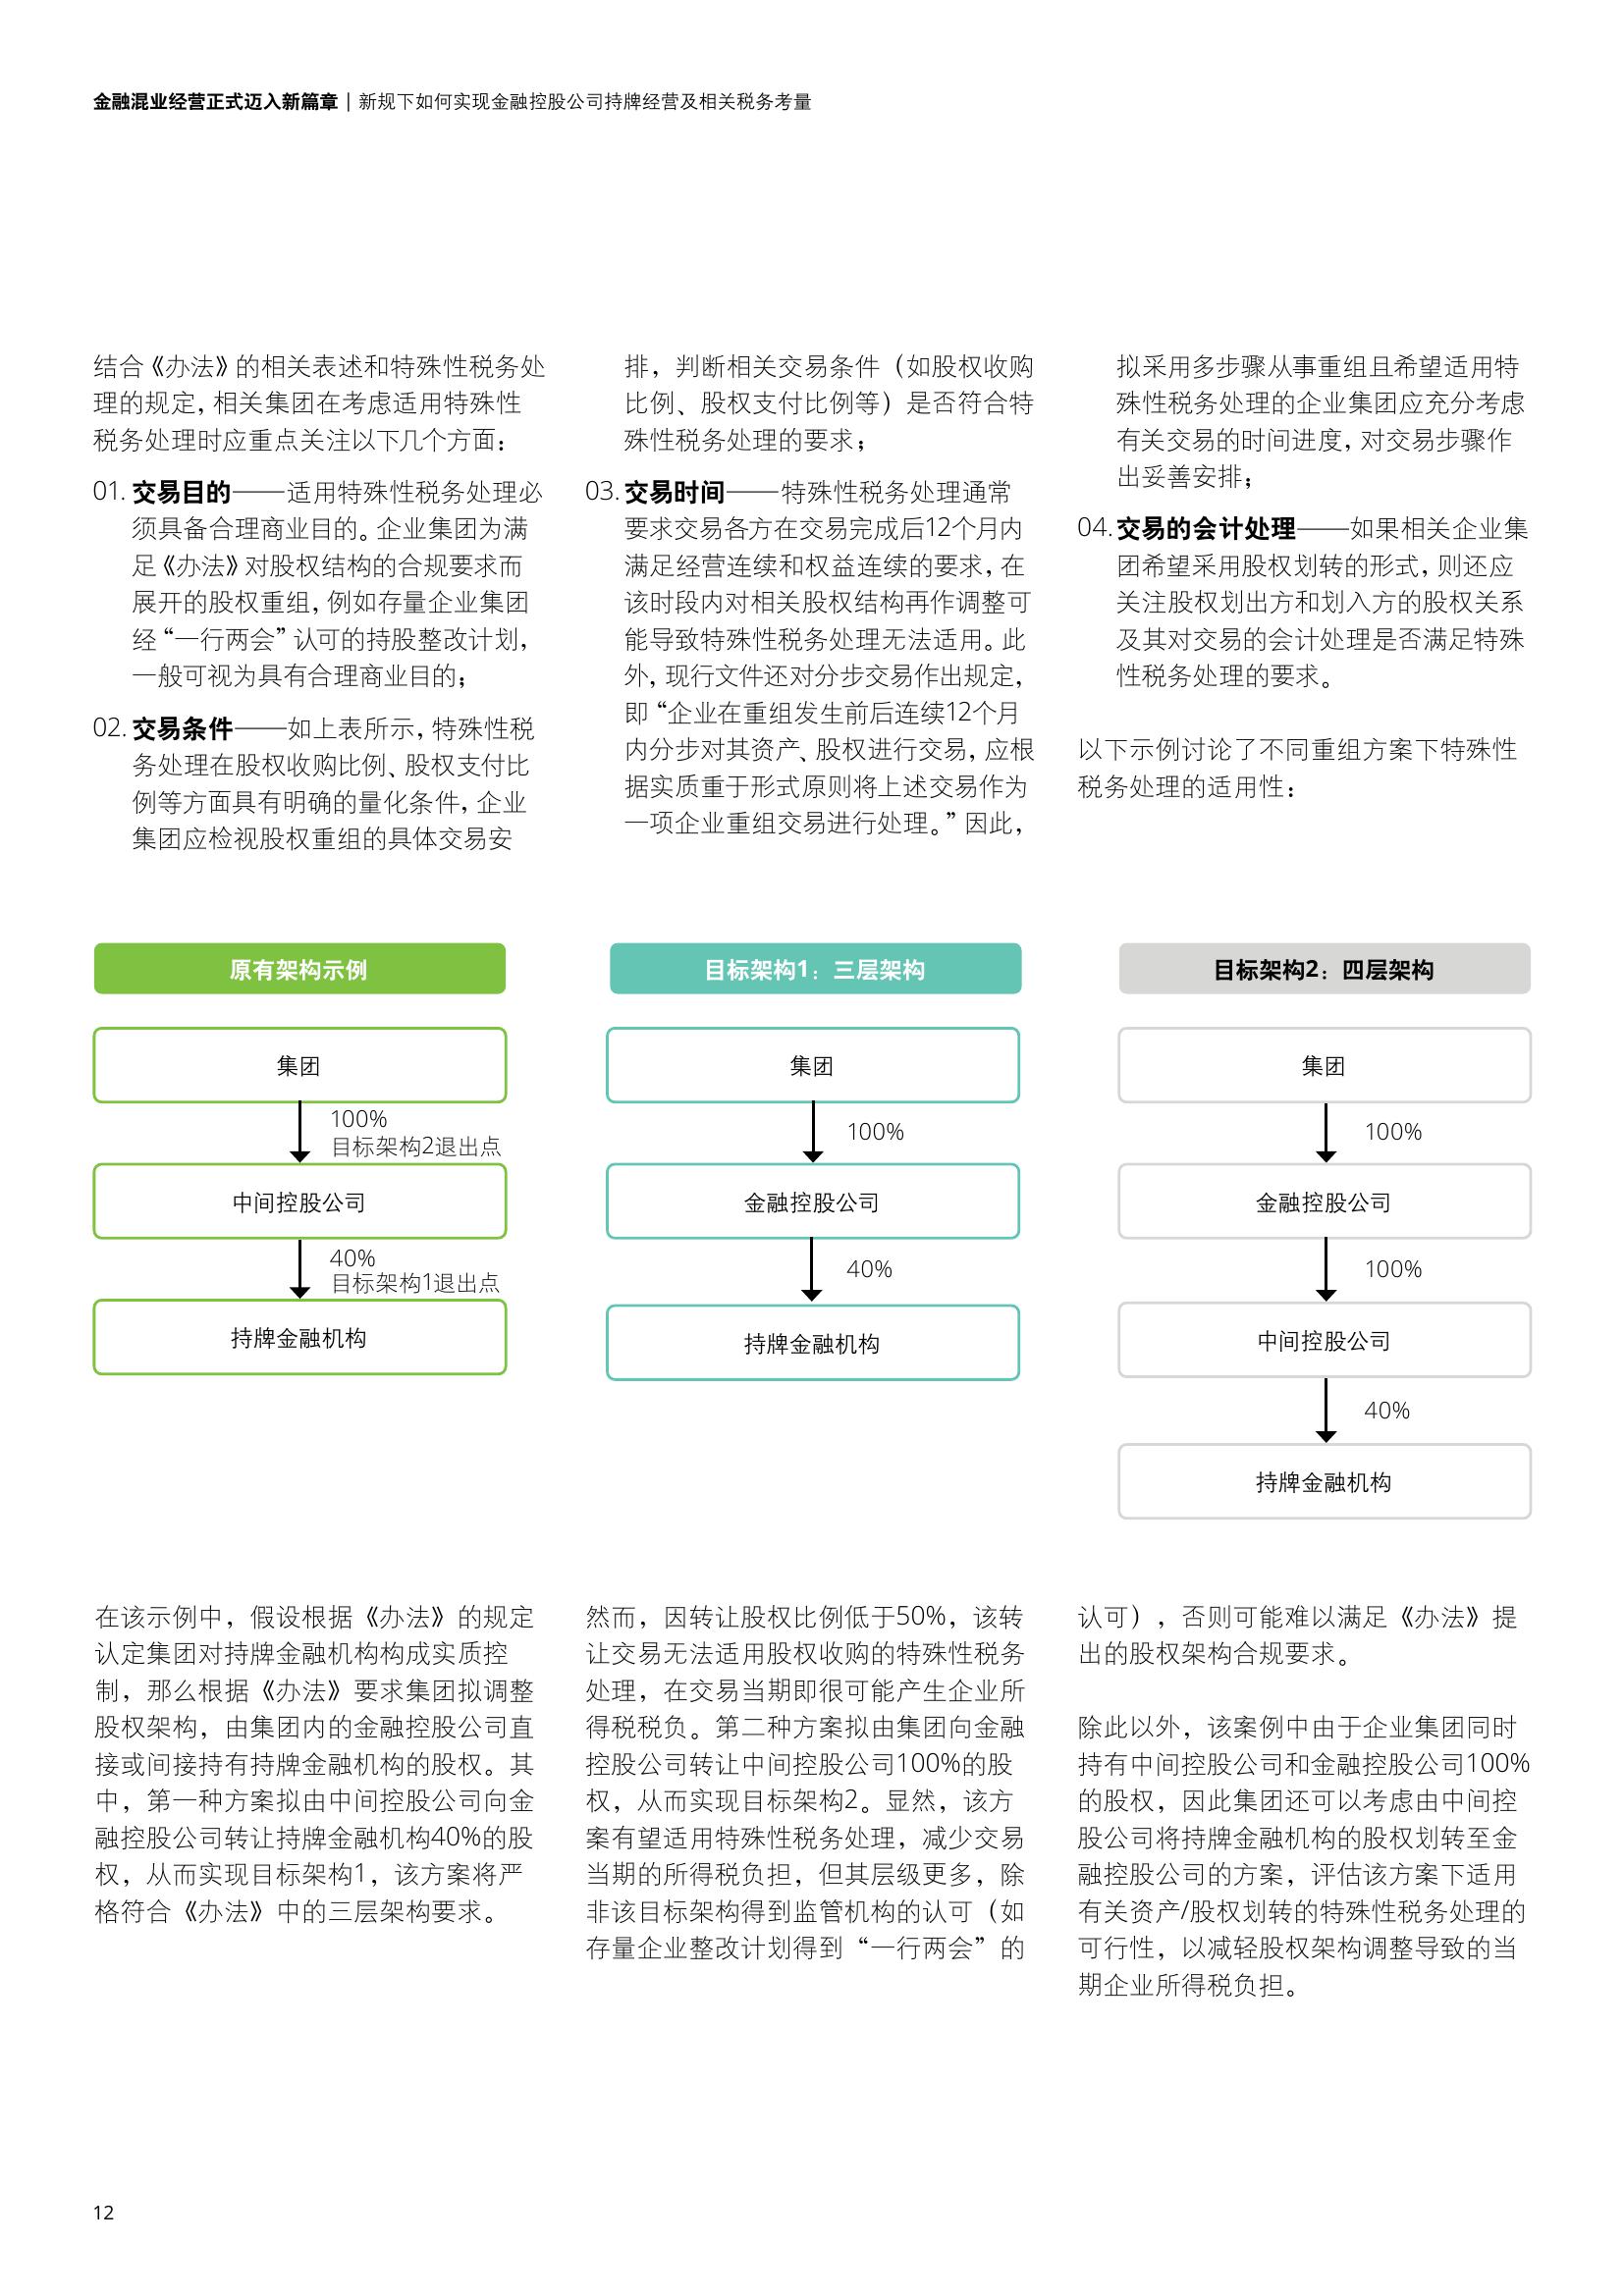 金融混业经营正式迈入新篇章 | 新规下如何实现金融控股公司持牌经营及相关税务考量
结合《办法》的相关表述和特殊性税务处
理的规定，相关集团在考虑适用特殊性
税务处理时应重点关注以下几个方面：
01. 交易目的——适用特殊性税务处理必
须具备合理商业目的。企业集团为满
足《办法》对股权结构的合规要求而
展开的股权重组，例如存量企业集团
经“一行两会”认可的持股整改计划，
一般可视为具有合理商业目的；
02. 交易条件——如上表所示，特殊性税
务处理在股权收购比例、股权支付比
例等方面具有明确的量化条件，企业
集团应检视股权重组的具体交易安
排，判断相关交易条件（如股权收购
比例、股权支付比例等）是否符合特
殊性税务处理的要求；
03. 交易时间——特殊性税务处理通常
要求交易各方在交易完成后12个月内
满足经营连续和权益连续的要求，在
该时段内对相关股权结构再作调整可
能导致特殊性税务处理无法适用。此
外，现行文件还对分步交易作出规定，
即“企业在重组发生前后连续12个月
内分步对其资产、股权进行交易，应根
据实质重于形式原则将上述交易作为
一项企业重组交易进行处理。”因此，
拟采用多步骤从事重组且希望适用特
殊性税务处理的企业集团应充分考虑
有关交易的时间进度，对交易步骤作
出妥善安排；
04. 交易的会计处理——如果相关企业集
团希望采用股权划转的形式，则还应
关注股权划出方和划入方的股权关系
及其对交易的会计处理是否满足特殊
性税务处理的要求。
以下示例讨论了不同重组方案下特殊性
税务处理的适用性：
原有架构示例
集团
100%
目标架构2退出点
中间控股公司
40%
目标架构1退出点
持牌金融机构
目标架构1：三层架构
集团
100%
金融控股公司
40%
持牌金融机构
目标架构2：四层架构
集团
100%
金融控股公司
100%
中间控股公司
40%
持牌金融机构
在该示例中，假设根据《办法》的规定
认定集团对持牌金融机构构成实质控
制，那么根据《办法》要求集团拟调整
股权架构，由集团内的金融控股公司直
接或间接持有持牌金融机构的股权。其
中，第一种方案拟由中间控股公司向金
融控股公司转让持牌金融机构40%的股
权，从而实现目标架构1，该方案将严
格符合《办法》中的三层架构要求。
然而，因转让股权比例低于50%，该转
让交易无法适用股权收购的特殊性税务
处理，在交易当期即很可能产生企业所
得税税负。第二种方案拟由集团向金融
控股公司转让中间控股公司100%的股
权，从而实现目标架构2。显然，该方
案有望适用特殊性税务处理，减少交易
当期的所得税负担，但其层级更多，除
非该目标架构得到监管机构的认可（如
存量企业整改计划得到“一行两会”的
认可），否则可能难以满足《办法》提
出的股权架构合规要求。
除此以外，该案例中由于企业集团同时
持有中间控股公司和金融控股公司100%
的股权，因此集团还可以考虑由中间控
股公司将持牌金融机构的股权划转至金
融控股公司的方案，评估该方案下适用
有关资产/股权划转的特殊性税务处理的
可行性，以减轻股权架构调整导致的当
期企业所得税负担。
12